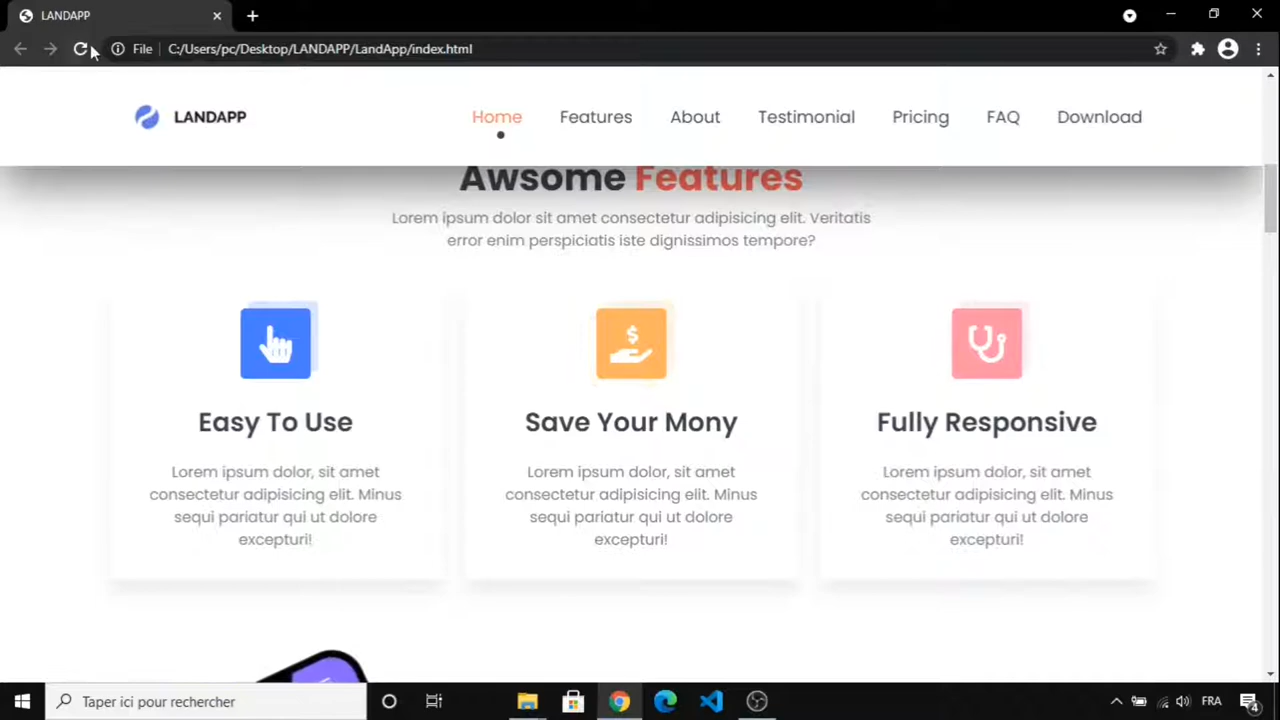 LANDAPP
File C:/Users/pc/Desktop/LANDAPP/LandApp/index.html
LANDAPP Home Features About Testimonial Pricing FAQ Download
Awsome Features
Lorem ipsum dolor sit amet consectetur adipisicing elit. Veritatis
error enim perspiciatis iste dignissimos tempore?
$
Easy To Use
Lorem ipsum dolor, sit amet
consectetur adipisicing elit. Minus
sequi pariatur qui ut dolore
excepturi!
Save Your Mony
Lorem ipsum dolor, sit amet
consectetur adipisicing elit. Minus
sequi pariatur qui ut dolore
excepturi!
Fully Responsive
Lorem ipsum dolor, sit amet
consectetur adipisicing elit. Minus
sequi pariatur qui ut dolore
excepturi!
Taper ici pour rechercher
FRA
4